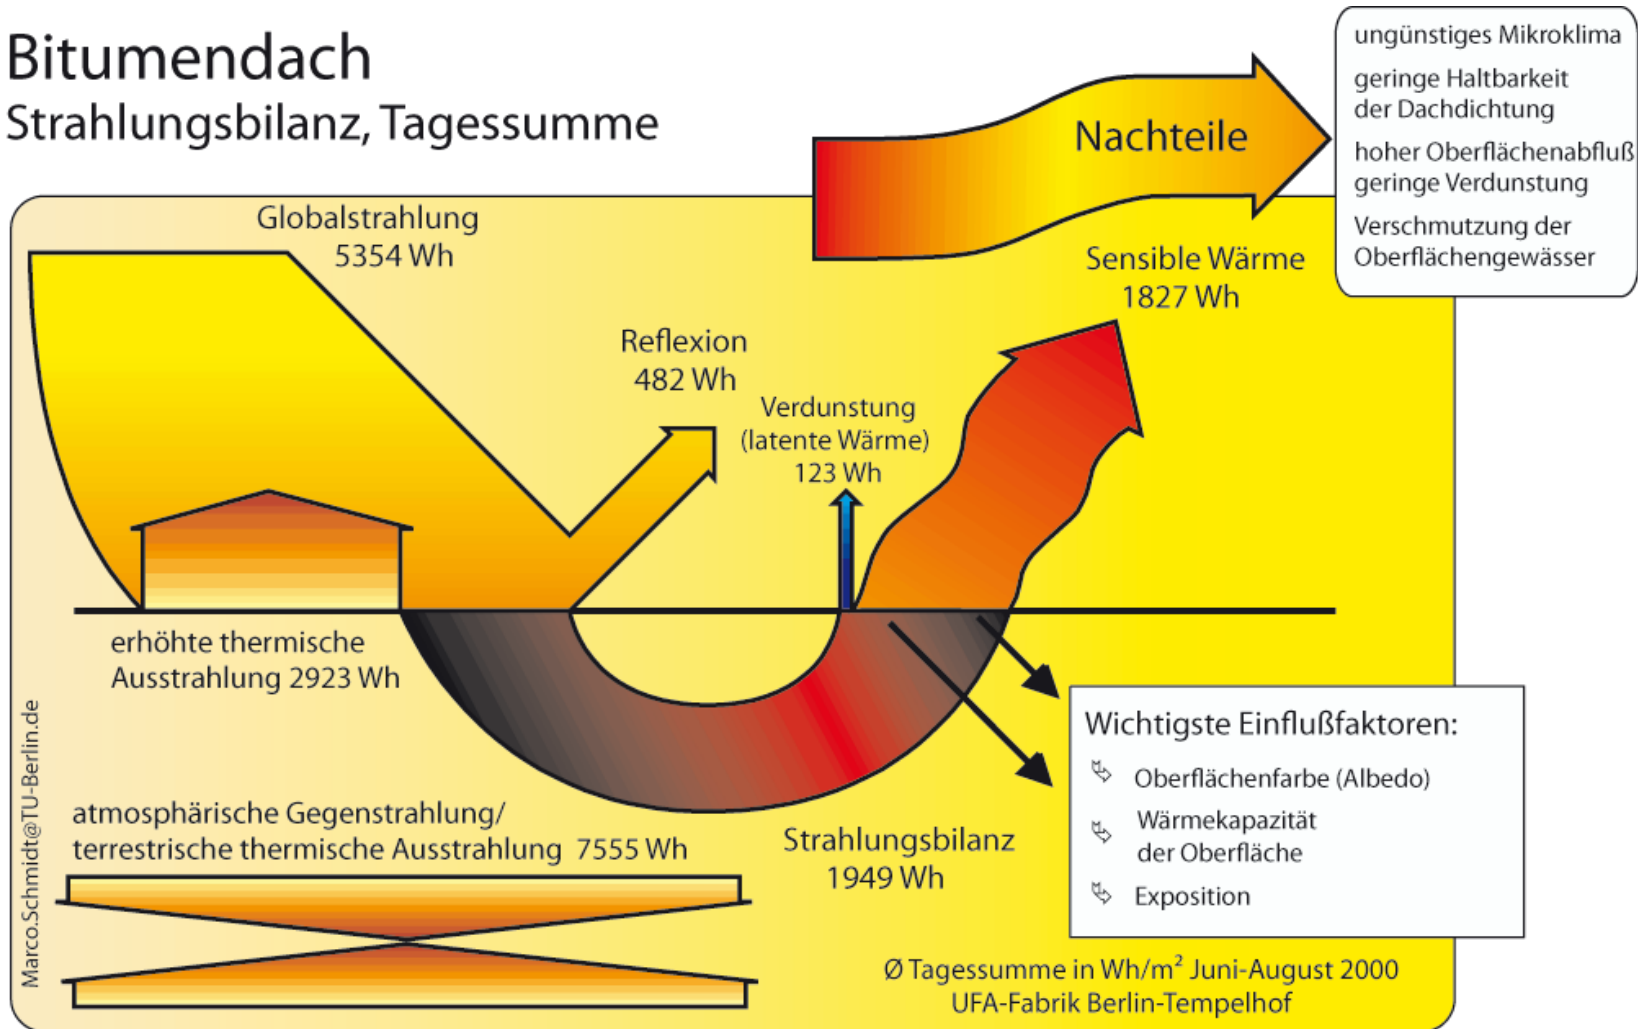 Bitumendach
Strahlungsbilanz, Tagessumme
Nachteile
ungünstiges Mikroklima
geringe Haltbarkeit
der Dachdichtung
hoher Oberflächenabfluß
geringe Verdunstung
Verschmutzung der
Oberflächengewässer
Globalstrahlung
5354 Wh
Sensible Wärme
1827 Wh
Reflexion
482 Wh
Verdunstung
(latente Wärme)
123 Wh
erhöhte thermische
Ausstrahlung 2923 Wh
Wichtigste Einflußfaktoren:
Oberflächenfarbe (Albedo)
Wärmekapazität
der Oberfläche
Exposition
atmosphärische Gegenstrahlung/
terrestrische thermische Ausstrahlung 7555 Wh
Strahlungsbilanz
1949 Wh
Ø Tagessumme in Wh/m² Juni-August 2000
UFA-Fabrik Berlin-Tempelhof
Marco.Schmidt@TU-Berlin.de